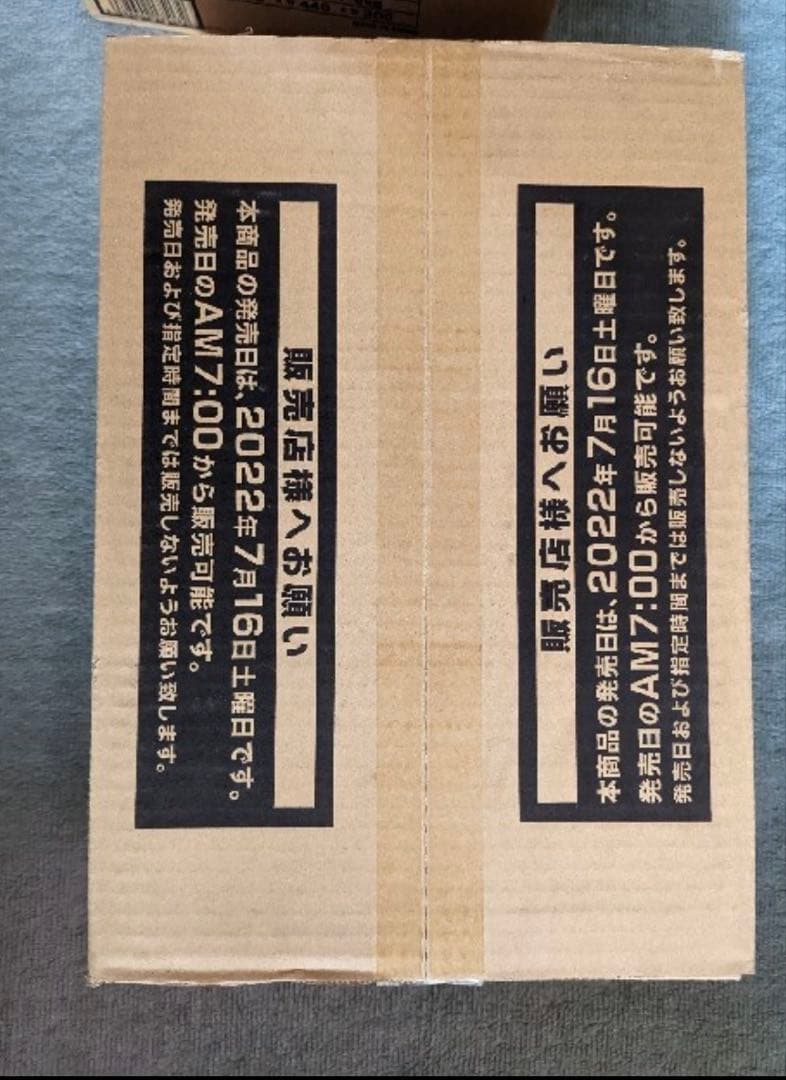 販売店様へお願い
本商品の発売日は、2022年7月16日土曜日です。
発売日のAM7:00から販売可能です。
発売日および指定時間までは販売しないようお願い致します。
販売店様へお願い
本商品の発売日は、2022年7月16日土曜日です。
発売日のAM7:00から販売可能です。
発売日および指定時間までは販売しないようお願い致します。